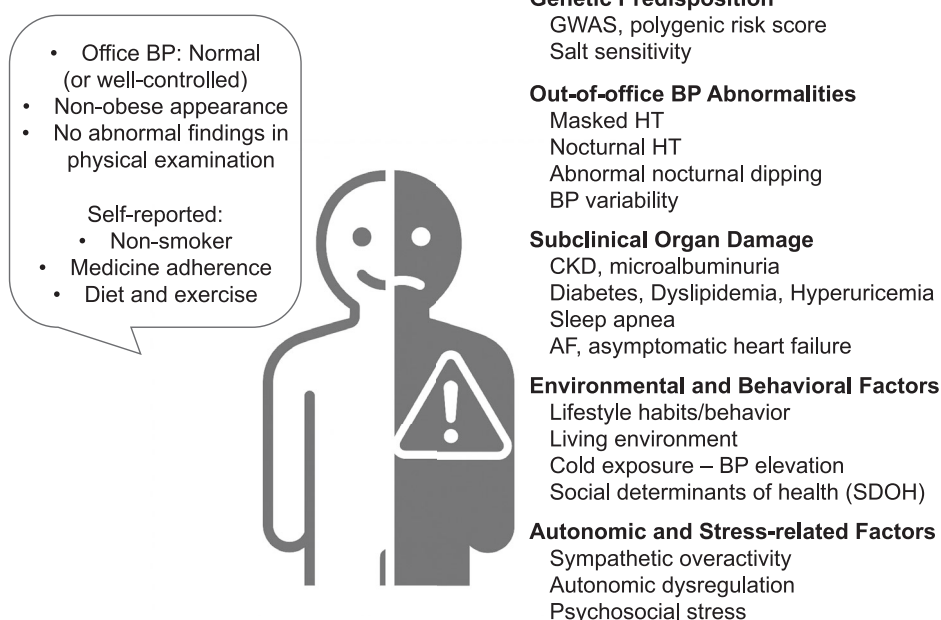 • Office BP: Normal
(or well-controlled)
• Non-obese appearance
• No abnormal findings in
physical examination
Self-reported:
• Non-smoker
• Medicine adherence
• Diet and exercise
Genetic Predisposition
GWAS, polygenic risk score
Salt sensitivity
Out-of-office BP Abnormalities
Masked HT
Nocturnal HT
Abnormal nocturnal dipping
BP variability
Subclinical Organ Damage
CKD, microalbuminuria
Diabetes, Dyslipidemia, Hyperuricemia
Sleep apnea
AF, asymptomatic heart failure
Environmental and Behavioral Factors
Lifestyle habits/behavior
Living environment
Cold exposure – BP elevation
Social determinants of health (SDOH)
Autonomic and Stress-related Factors
Sympathetic overactivity
Autonomic dysregulation
Psychosocial stress